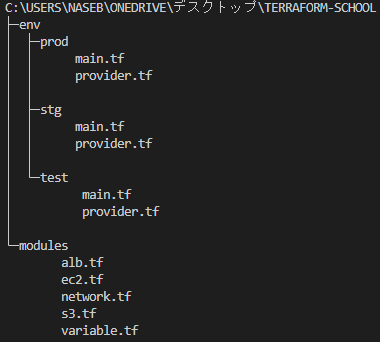 C:\USERS\NASEB\ONEDRIVE\デスクトップ\TERRAFORM-SCHOOL
├─env
│  ├─prod
│  │      main.tf
│  │      provider.tf
│  │
│  ├─stg
│  │      main.tf
│  │      provider.tf
│  │
│  └─test
│          main.tf
│          provider.tf
│
└─modules
        alb.tf
        ec2.tf
        network.tf
        s3.tf
        variable.tf